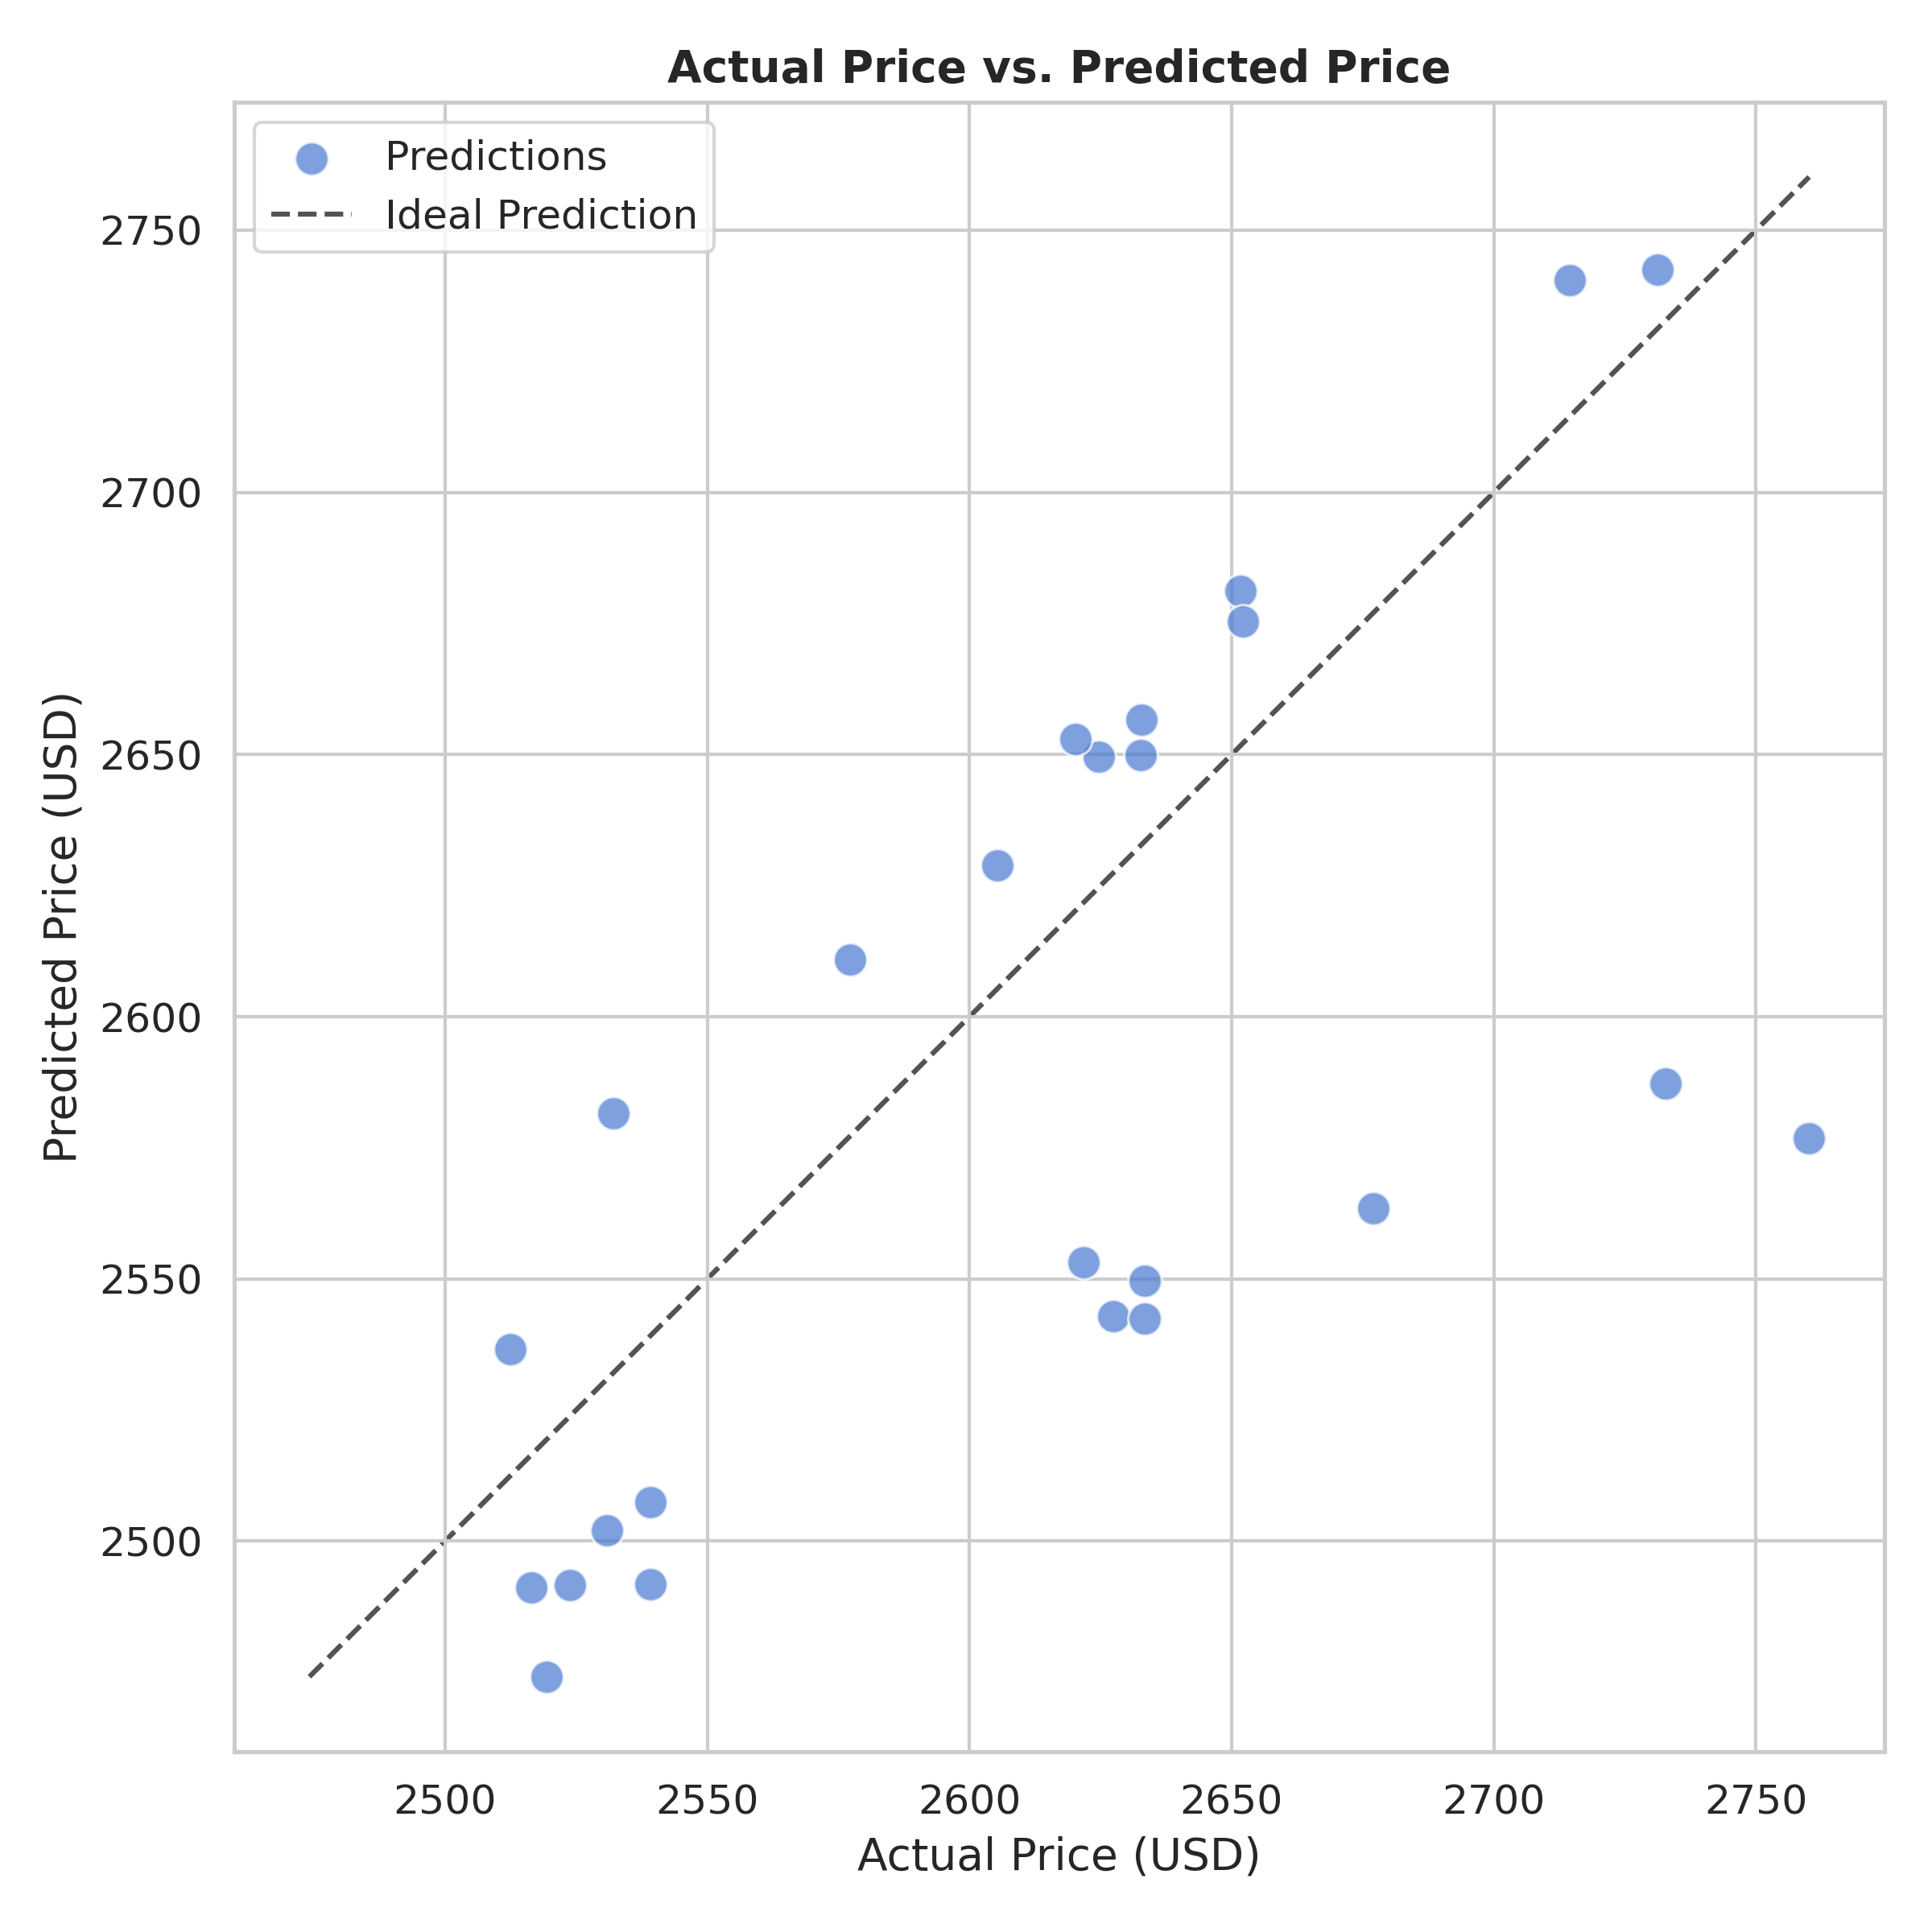 Actual Price vs. Predicted Price
Predictions
Ideal Prediction
2750
2700
2650
2600
2550
2500
Predicted Price (USD)
2500 2550 2600 2650 2700 2750
Actual Price (USD)